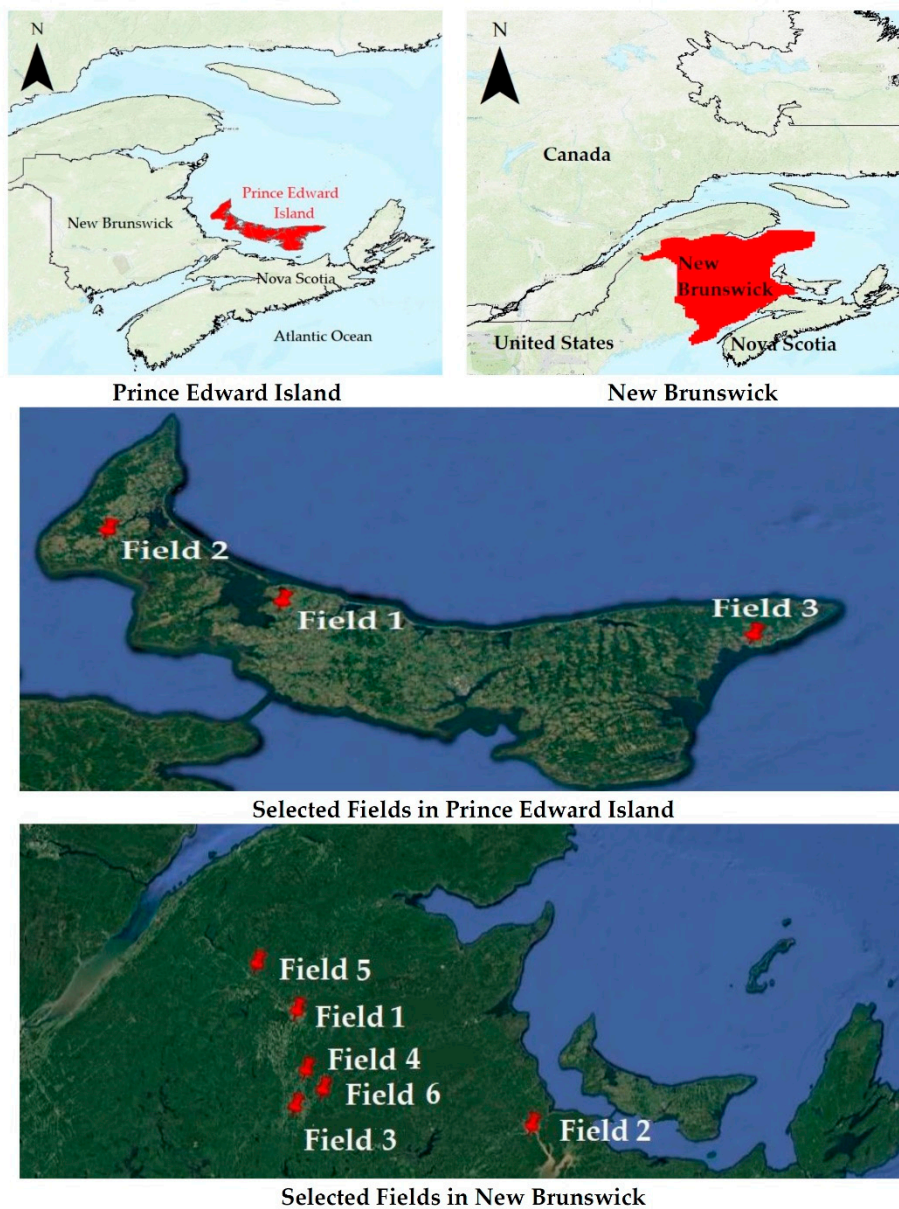 N
Prince Edward
Island
New Brunswick
Nova Scotia
Atlantic Ocean
Prince Edward Island
N
Canada
New
Brunswick
United States
Nova Scotia
New Brunswick
Field 2
Field 1
Field 3
Selected Fields in Prince Edward Island
Field 5
Field 1
Field 4
Field 6
Field 3
Field 2
Selected Fields in New Brunswick